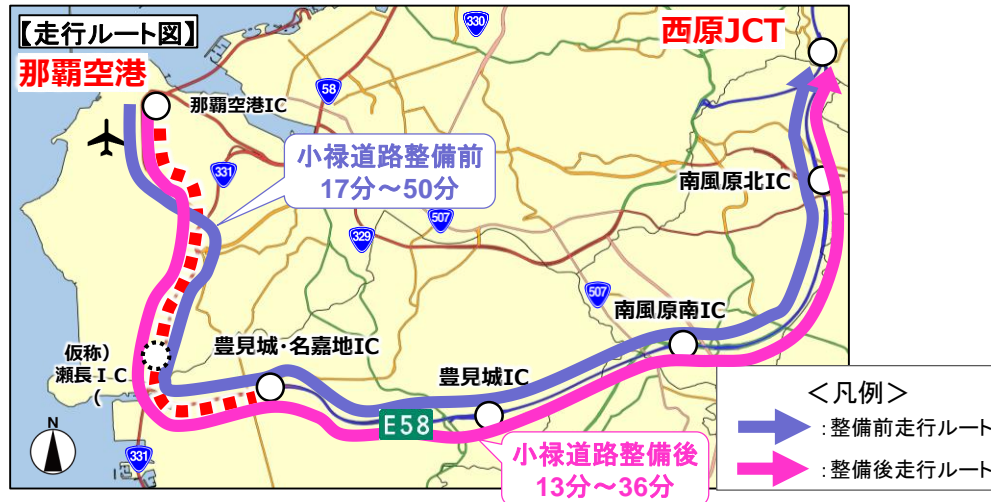 【走行ルート図】
那覇空港
那覇空港IC
330
西原JCT
58
小禄道路整備前
17分～50分
331
南風原北IC
507
329
507
南風原南IC
仮称）
瀬長ＩＣ
(
豊見城・名嘉地IC
豊見城IC
E58
＜凡例＞
：整備前走行ルート
：整備後走行ルート
小禄道路整備後
13分～36分
N
331